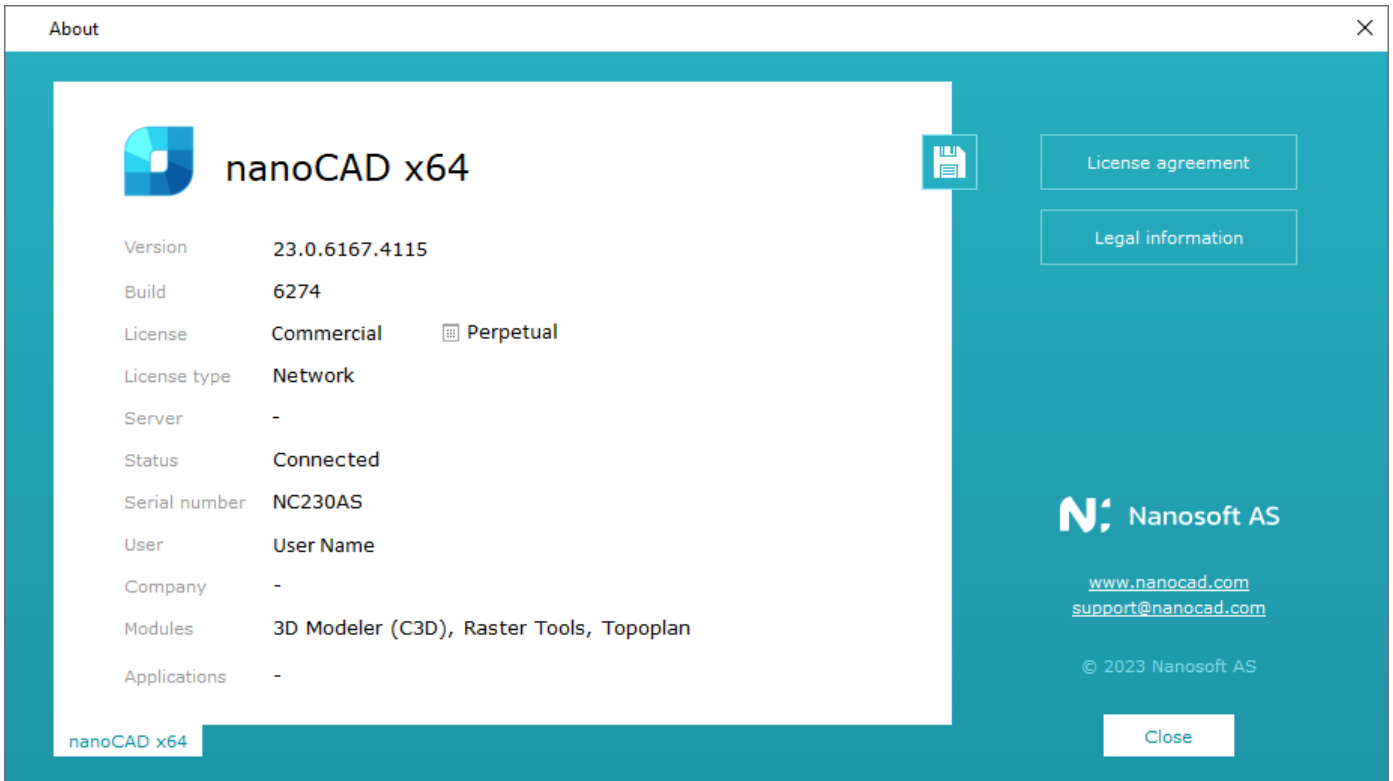 About
nanoCAD x64
License agreement
Legal information
Version 23.0.6167.4115
Build 6274
License Commercial Perpetual
License type Network
Server -
Status Connected
Serial number NC230AS
User User Name
Company -
Modules 3D Modeler (C3D), Raster Tools, Topoplan
Applications -
nanoCAD x64
N: Nanosoft AS
www.nanocad.com
support@nanocad.com
© 2023 Nanosoft AS
Close